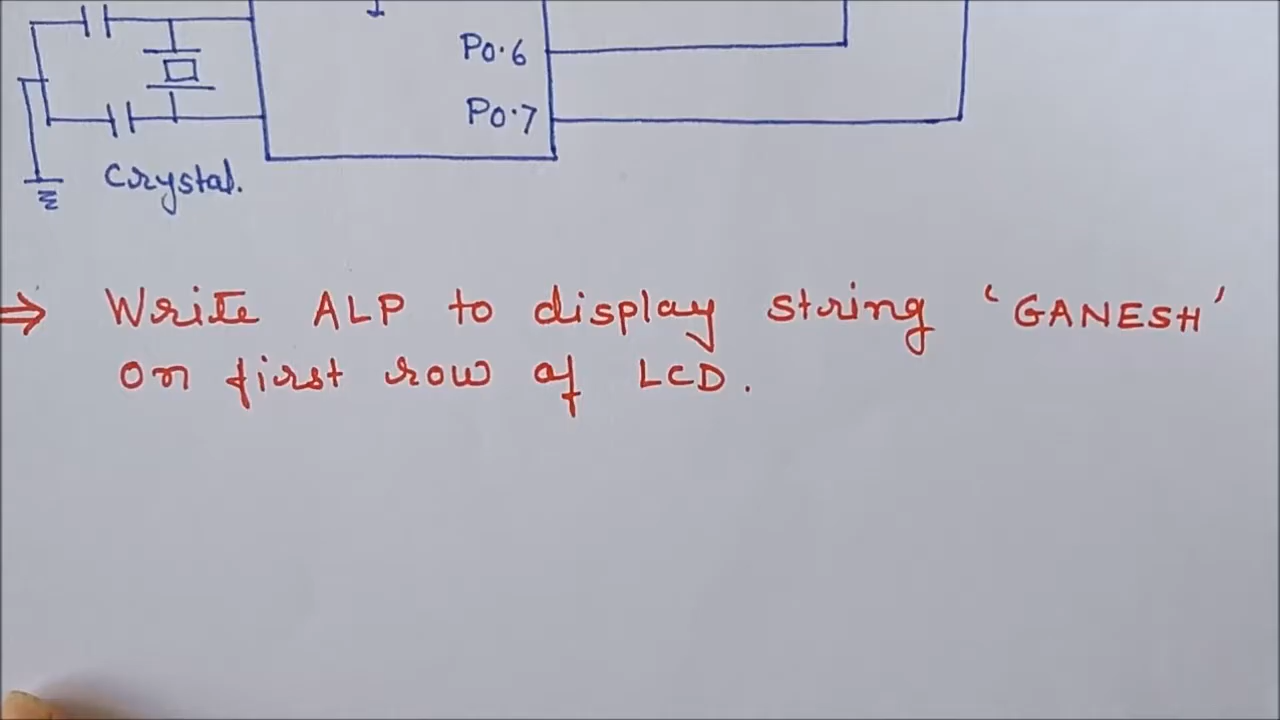 P0.6
P0.7
Crystal.
⇒ Write ALP to display string 'GANESH'
on first row of LCD.